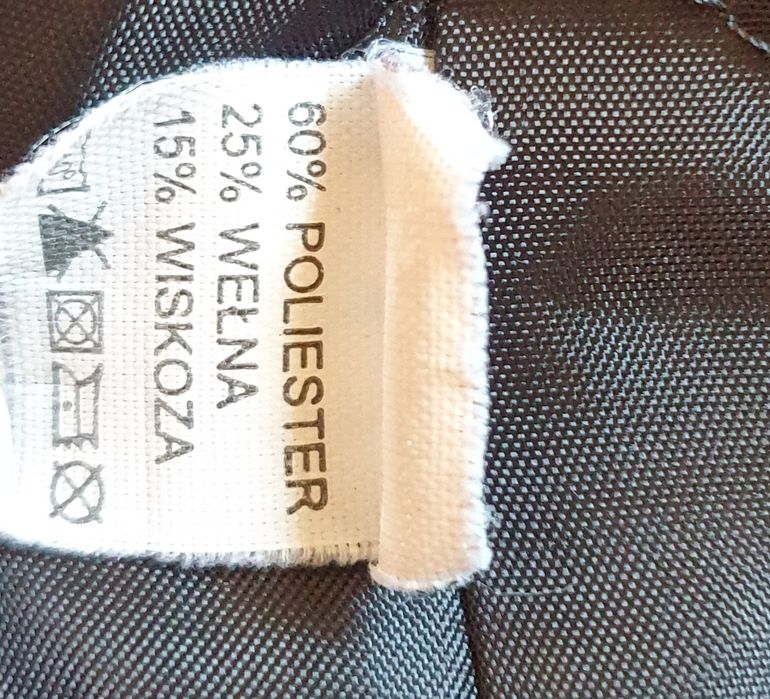 60% POLIESTER
25% WEŁNA
15% WISKOZA